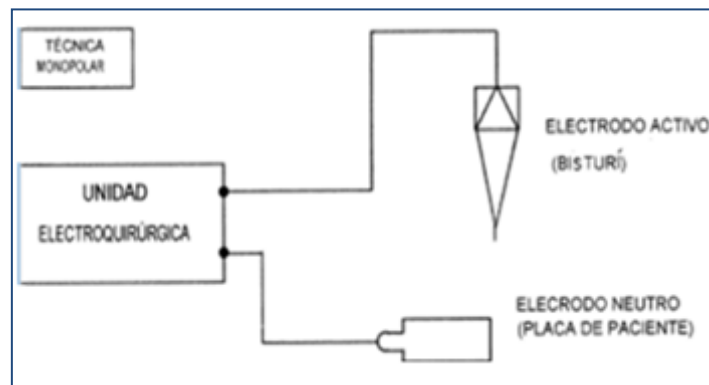 TÉCNICA
MONOPOLAR
UNIDAD
ELECTROQUIRÚRGICA
ELECTRODO ACTIVO
(BISTURÍ)
ELECRODO NEUTRO
(PLACA DE PACIENTE)